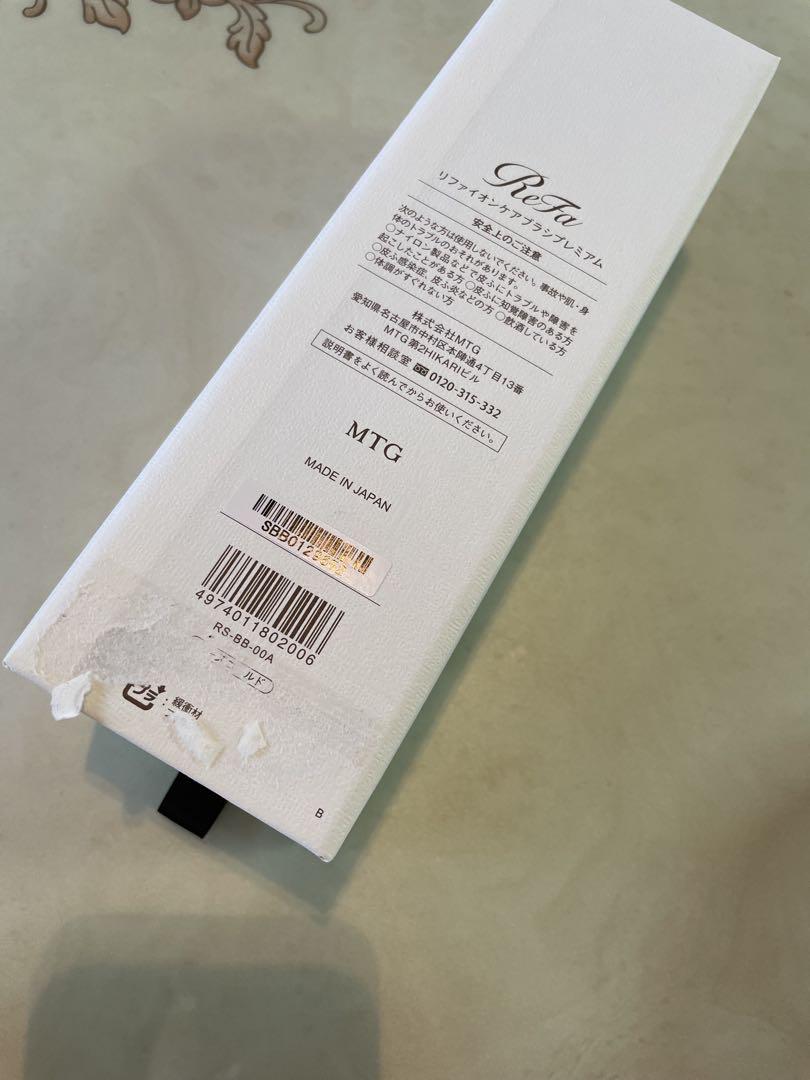 ReFa
リファイオンケアブラシプレミアム
安全上のご注意
次のような方は使用しないでください。事故や肌・身
体のトラブルのおそれがあります。
○ナイロン製品などで皮ふにトラブルや障害を
起こしたことがある方 ○皮ふに知覚障害のある方
○皮ふ感染症、皮ふ炎などの方 ○飲酒している方
○体調がすぐれない方
株式会社MTG
愛知県名古屋市中村区本陣通4丁目13番
MTG第2HIKARIビル
お客様相談室 0120-315-332
説明書をよく読んでからお使いください。
MTG
MADE IN JAPAN
4974011802006
RS-BB-00A
ールド
プラ : 緩衝材
B